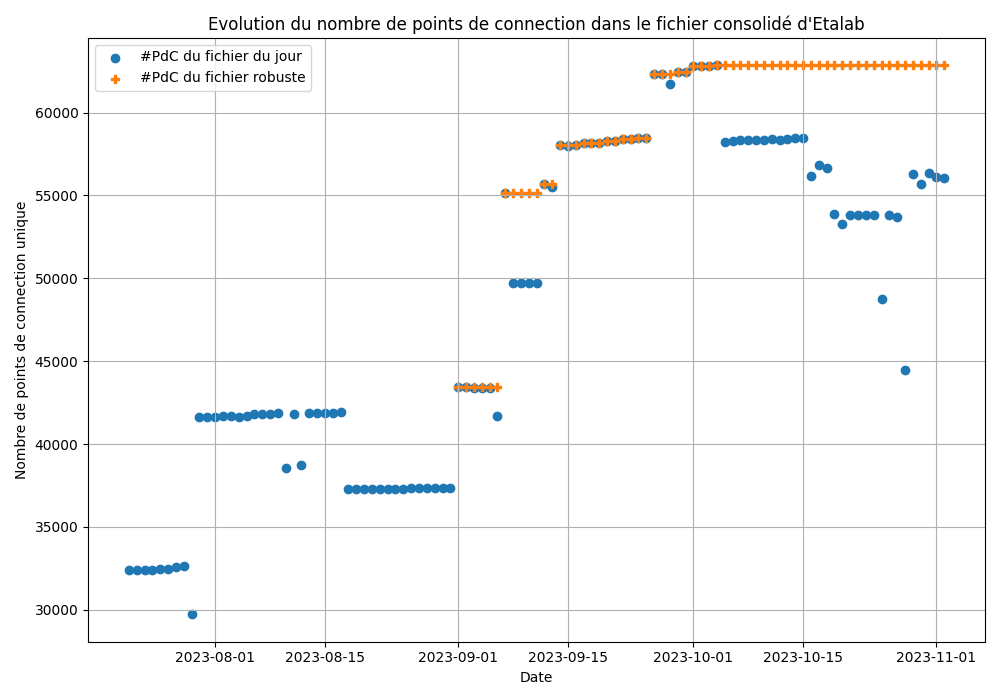 Evolution du nombre de points de connection dans le fichier consolidé d'Etalab
#PdC du fichier du jour
#PdC du fichier robuste
Nombre de points de connection unique
60000
55000
50000
45000
40000
35000
30000
2023-08-01
2023-08-15
2023-09-01
2023-09-15
2023-10-01
2023-10-15
2023-11-01
Date